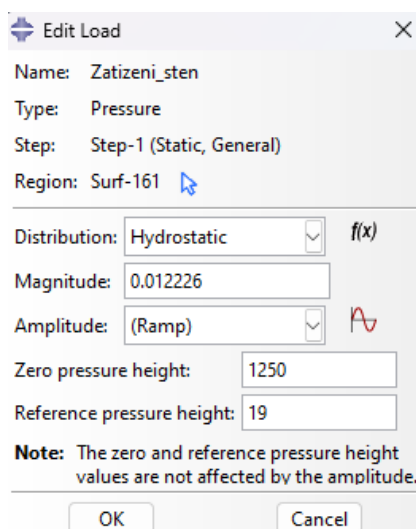 Edit Load
Name: Zatizeni_sten
Type: Pressure
Step: Step-1 (Static, General)
Region: Surf-161
Distribution: Hydrostatic f(x)
Magnitude: 0.012226
Amplitude: (Ramp)
Zero pressure height: 1250
Reference pressure height: 19
Note: The zero and reference pressure height
values are not affected by the amplitude.
OK Cancel